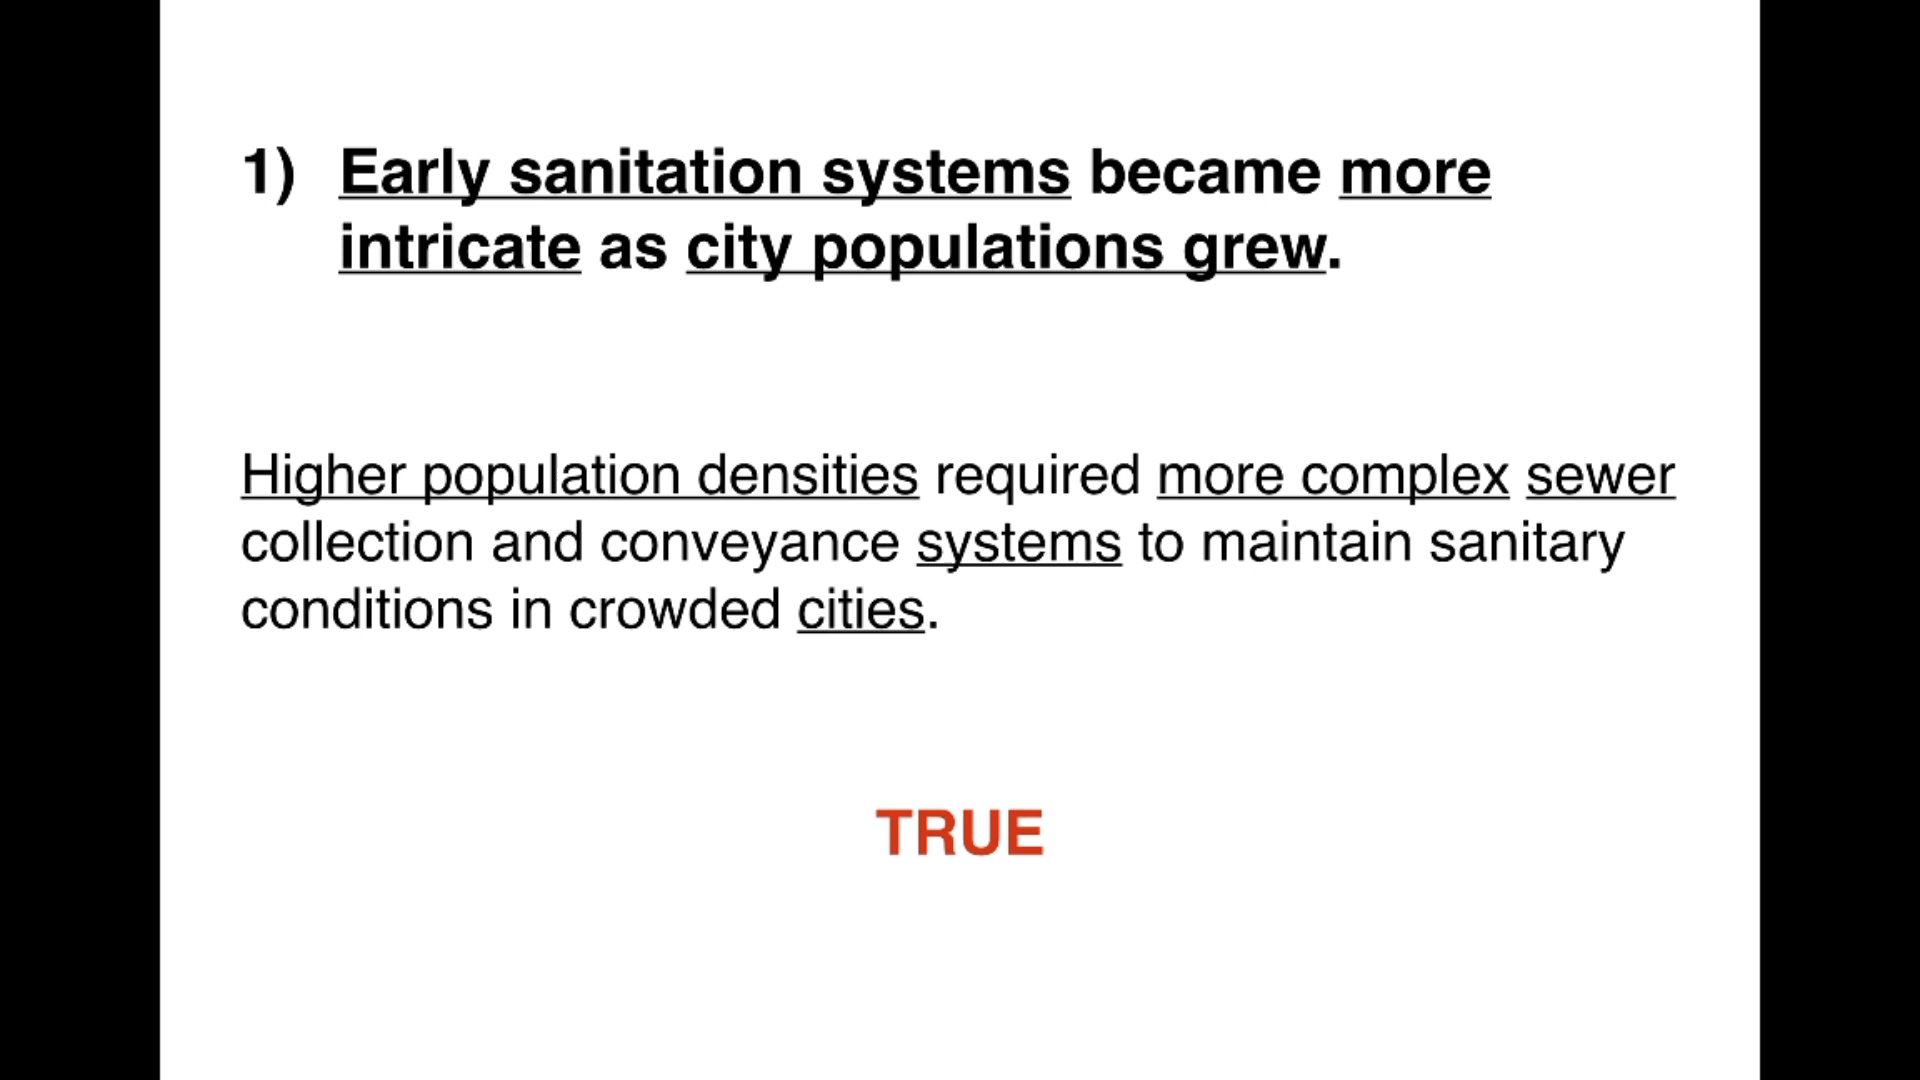 1) Early sanitation systems became more
intricate as city populations grew.
Higher population densities required more complex sewer
collection and conveyance systems to maintain sanitary
conditions in crowded cities.
TRUE